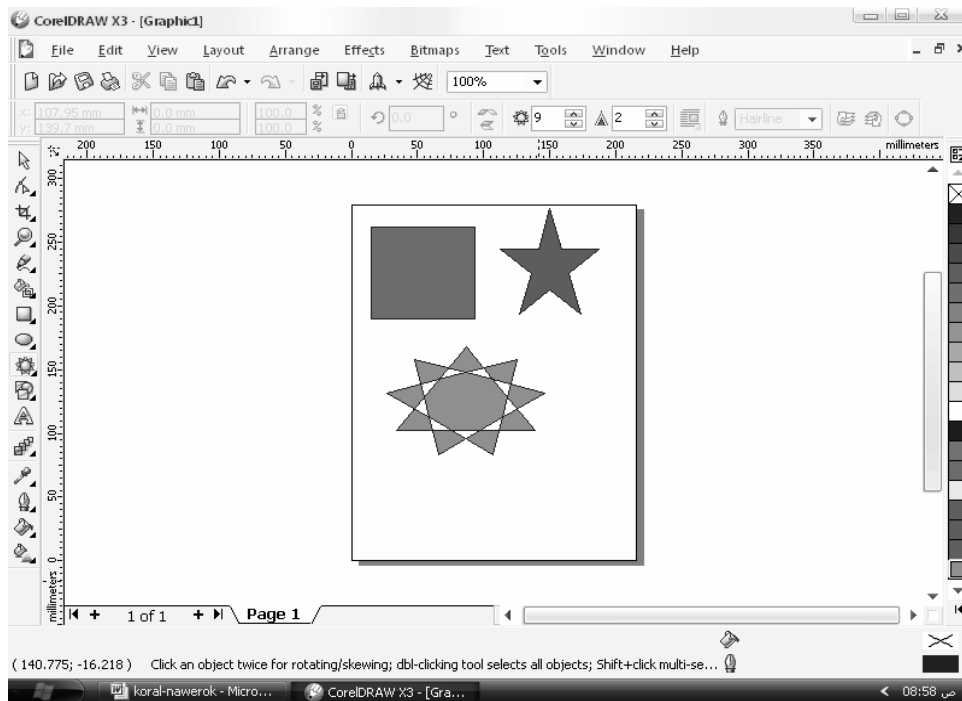 CorelDRAW X3 - [Graphic1]
File Edit View Layout Arrange Effects Bitmaps Text Tools Window Help
100%
x: 107.95 mm 0.0 mm 100.0 % 0.0 ° 9 2 Hairline
y: 139.7 mm 0.0 mm 100.0 %
200 150 100 50 0 50 100 150 200 250 300 350 millimeters
300
250
200
150
100
50
0
millimeters
1 of 1 Page 1
( 140.775; -16.218 ) Click an object twice for rotating/skewing; dbl-clicking tool selects all objects; Shift+click multi-se...
koral-nawerok - Micro... CorelDRAW X3 - [Gra... 08:58 ص